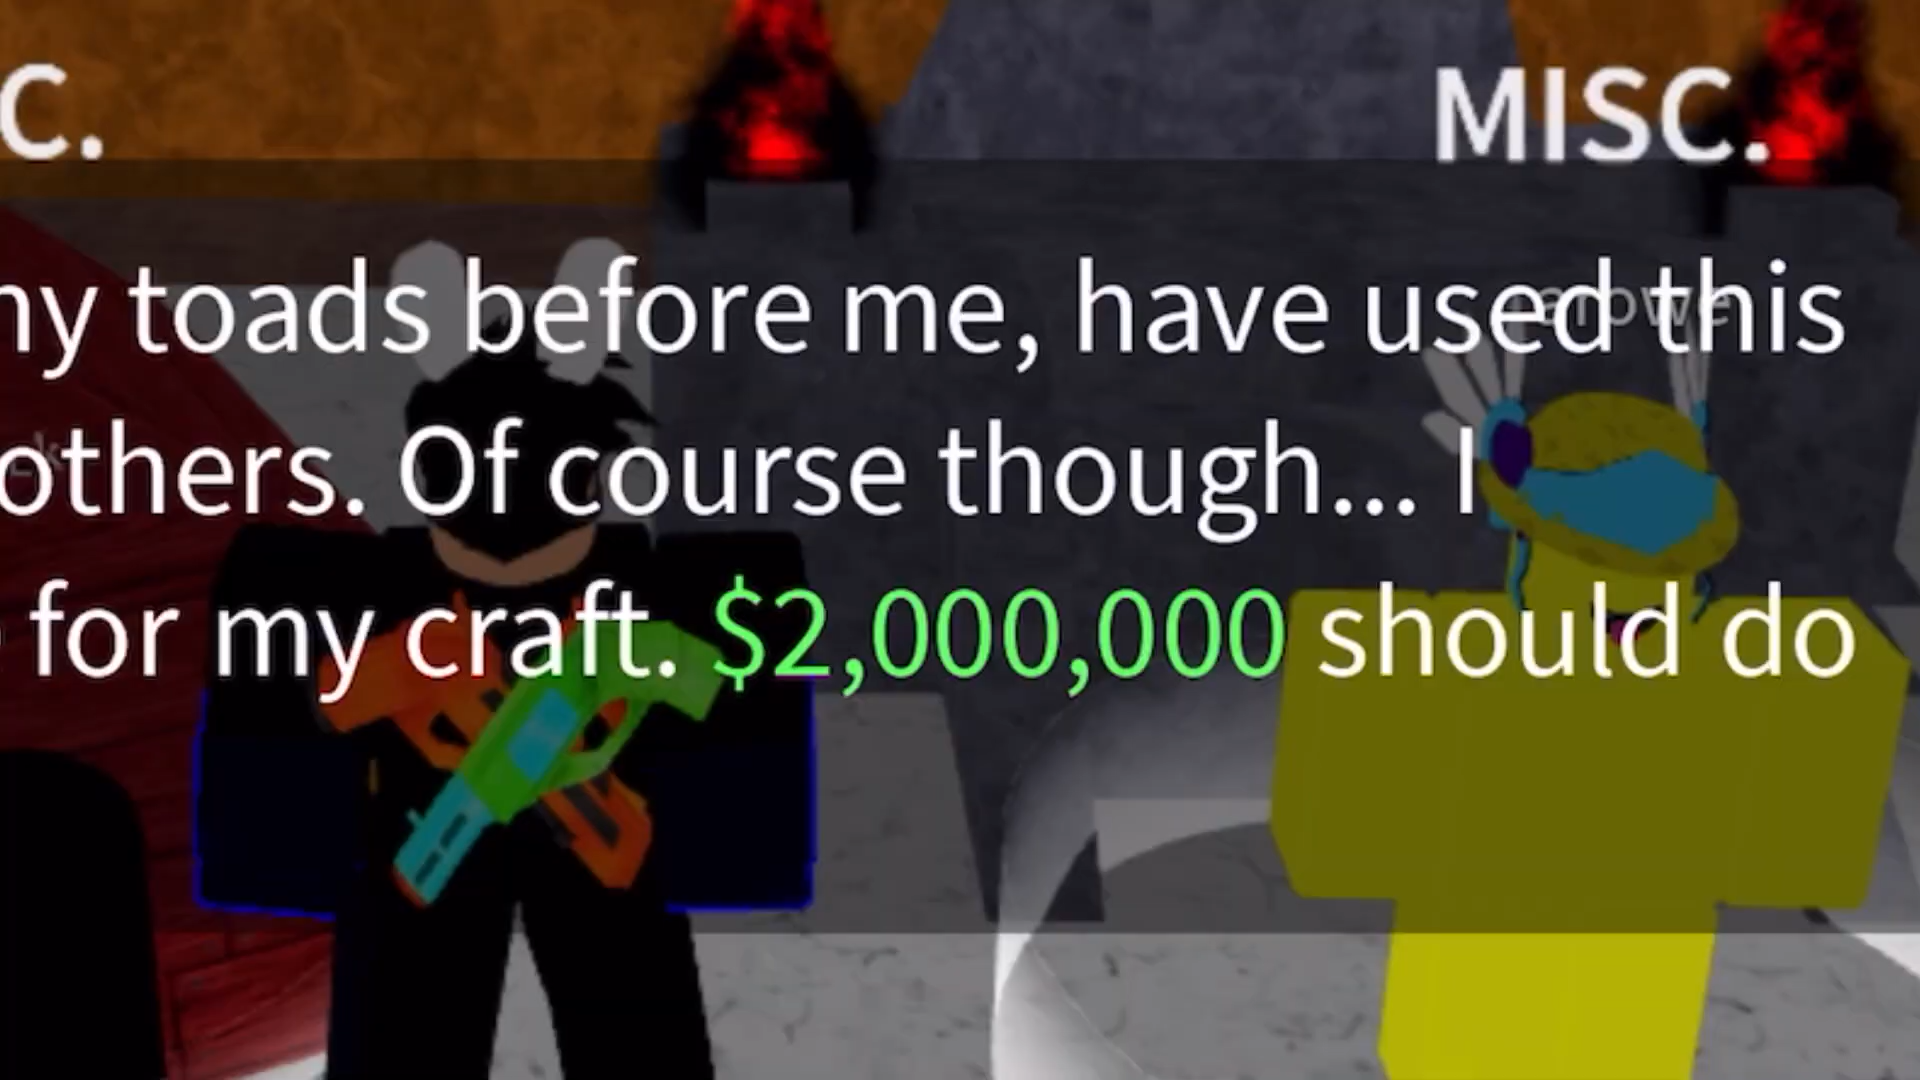 C. MISC.
ny toads before me, have used this
others. Of course though... I
for my craft. $2,000,000 should do